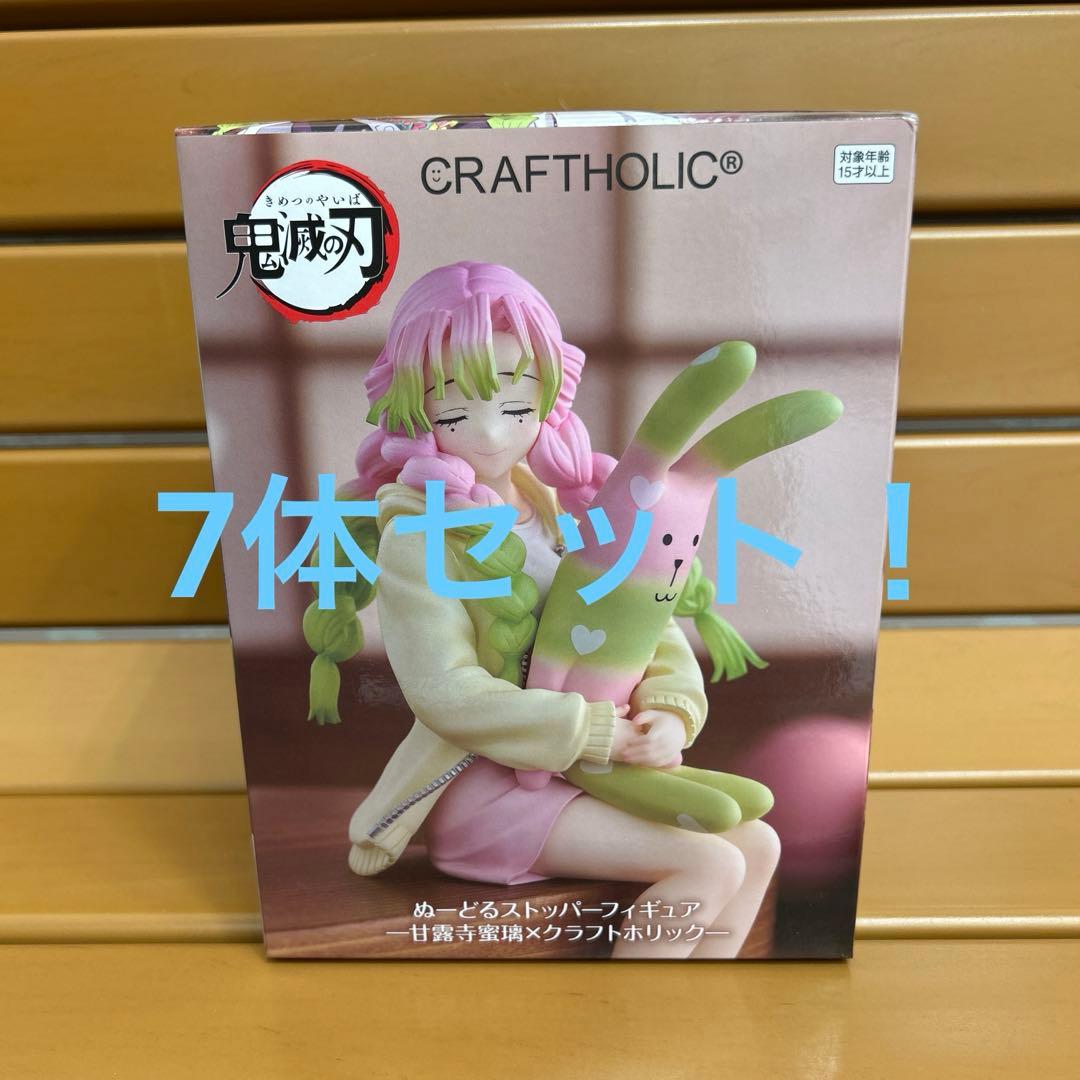 CRAFTHOLIC®
対象年齢
15才以上
きめつのやいば
鬼滅の刃
7体セット！
ぬーどるストッパーフィギュア
―甘露寺蜜璃×クラフトホリック―